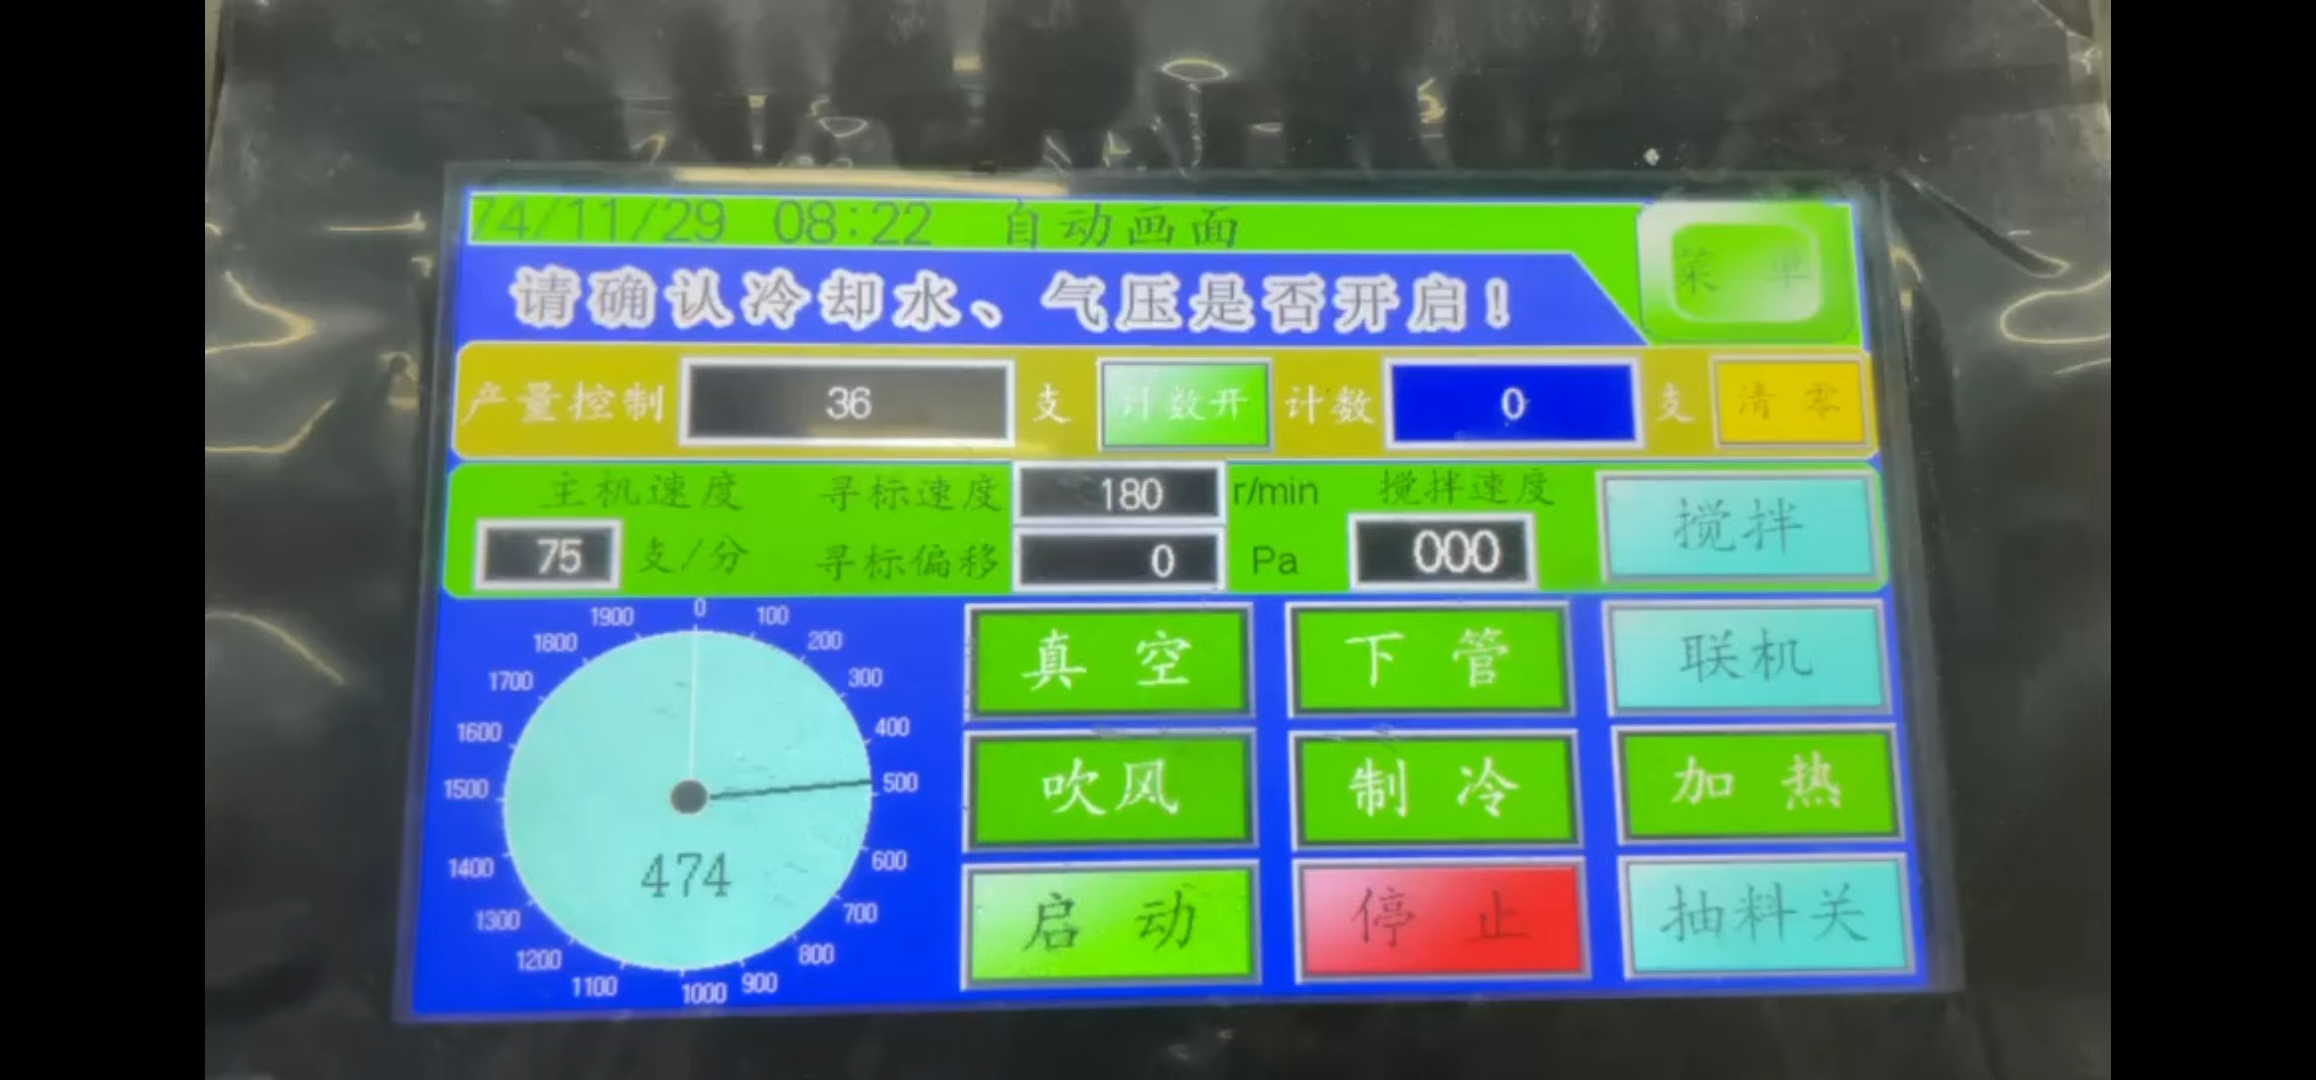 74/11/29 08:22 自动画面
菜 单
请确认冷却水、气压是否开启！
产量控制 36 支 计数开 计数 0 支 清 零
主机速度 寻标速度 180 r/min 搅拌速度 搅拌
75 支/分 寻标偏移 0 Pa 000
0 100 200 300 400 500 600 700 800 900 1000 1100 1200 1300 1400 1500 1600 1700 1800 1900
474
真 空 下 管 联机
吹风 制 冷 加 热
启 动 停 止 抽料关